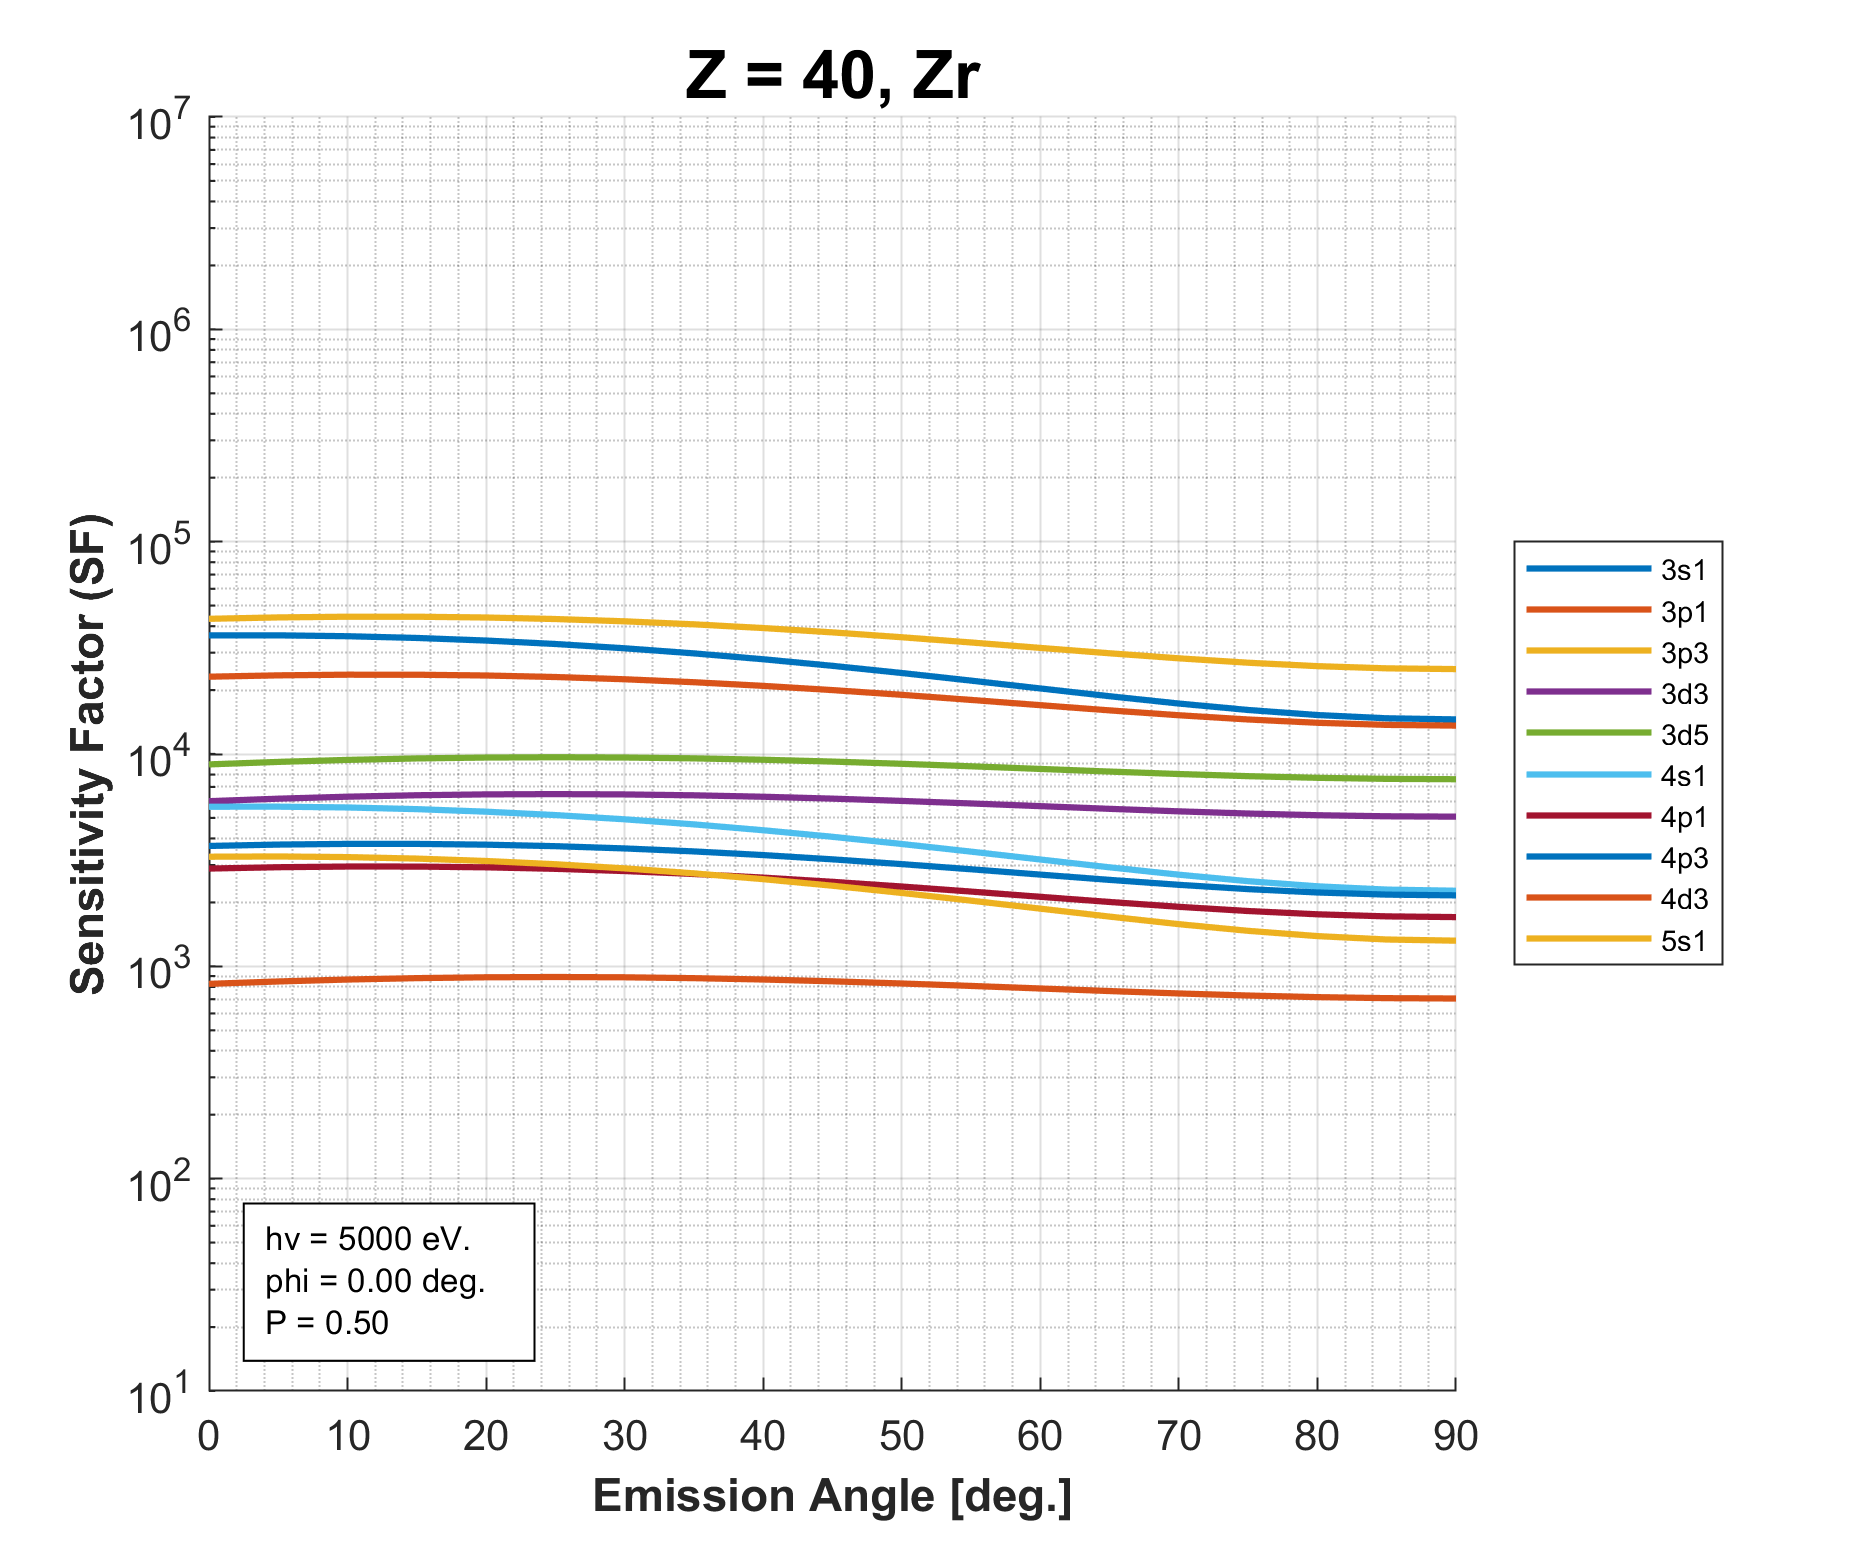 Z = 40, Zr
10^7
10^6
10^5
10^4
10^3
10^2
10^1
Sensitivity Factor (SF)
0 10 20 30 40 50 60 70 80 90
Emission Angle [deg.]
hv = 5000 eV.
phi = 0.00 deg.
P = 0.50
3s1
3p1
3p3
3d3
3d5
4s1
4p1
4p3
4d3
5s1